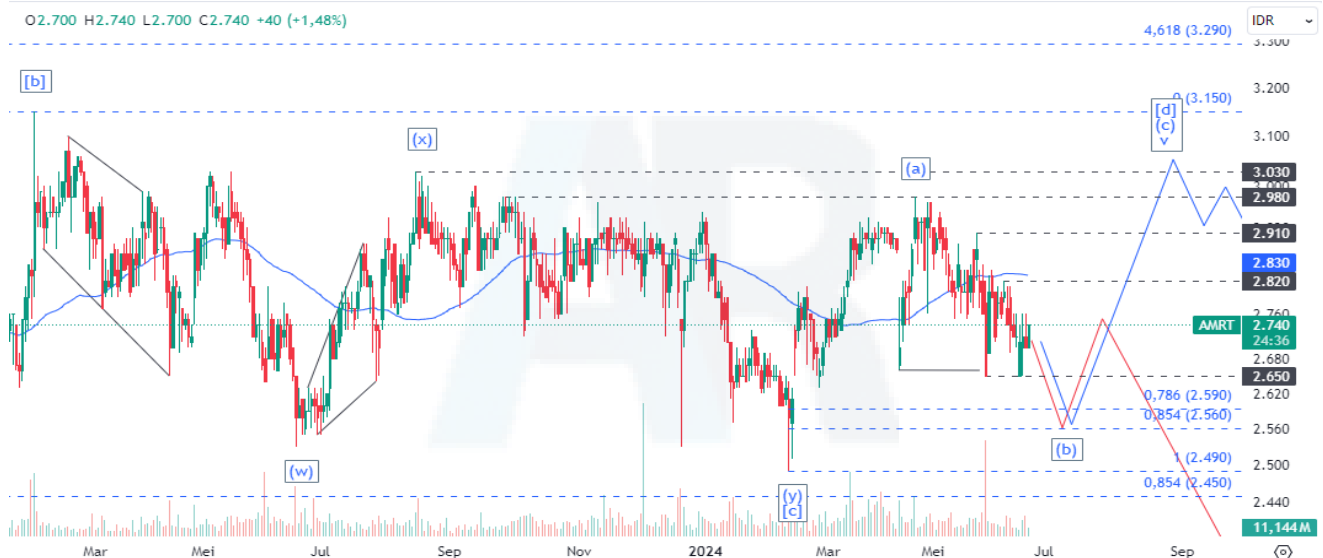 O2.700 H2.740 L2.700 C2.740 +40 (+1,48%)
IDR
4,618 (3.290)
3.300
[b]
3.200
0 (3.150)
[d]
(c)
v
(x)
3.100
(a)
3.030
3.000
2.980
2.910
2.830
2.820
2.760
AMRT 2.740
24:36
2.680
2.650
0,786 (2.590)
2.620
0,854 (2.560)
2.560
(b)
(w)
1 (2.490)
2.500
(y)
[c]
0,854 (2.450)
2.440
11,144M
Mar Mei Jul Sep Nov 2024 Mar Mei Jul Sep
AR